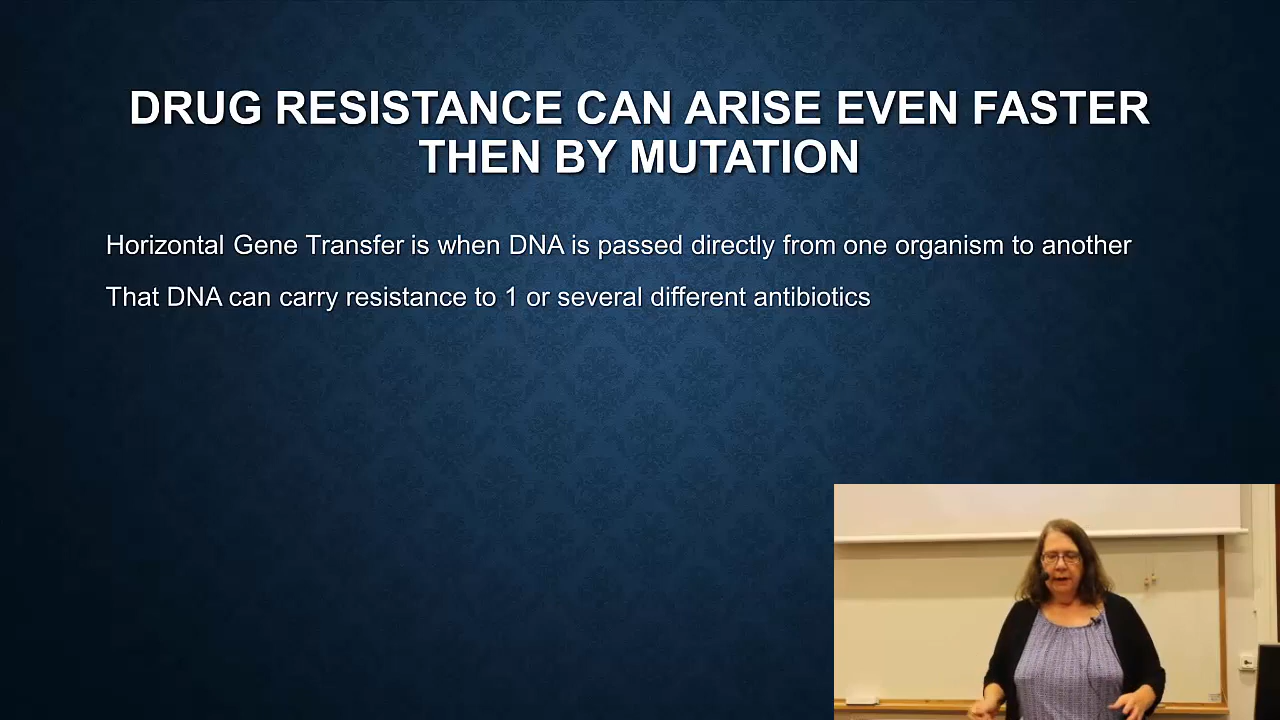 DRUG RESISTANCE CAN ARISE EVEN FASTER
THEN BY MUTATION
Horizontal Gene Transfer is when DNA is passed directly from one organism to another
That DNA can carry resistance to 1 or several different antibiotics